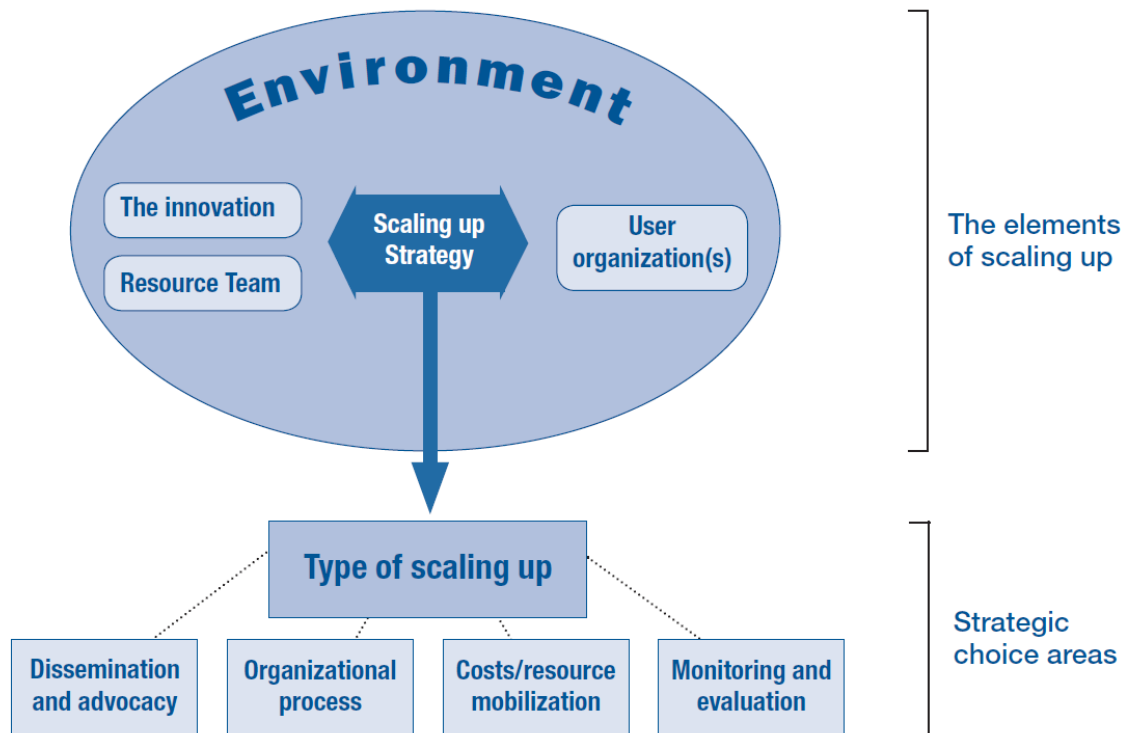 Environment
The innovation
Resource Team
Scaling up
Strategy
User
organization(s)
The elements
of scaling up
Type of scaling up
Dissemination
and advocacy
Organizational
process
Costs/resource
mobilization
Monitoring and
evaluation
Strategic
choice areas